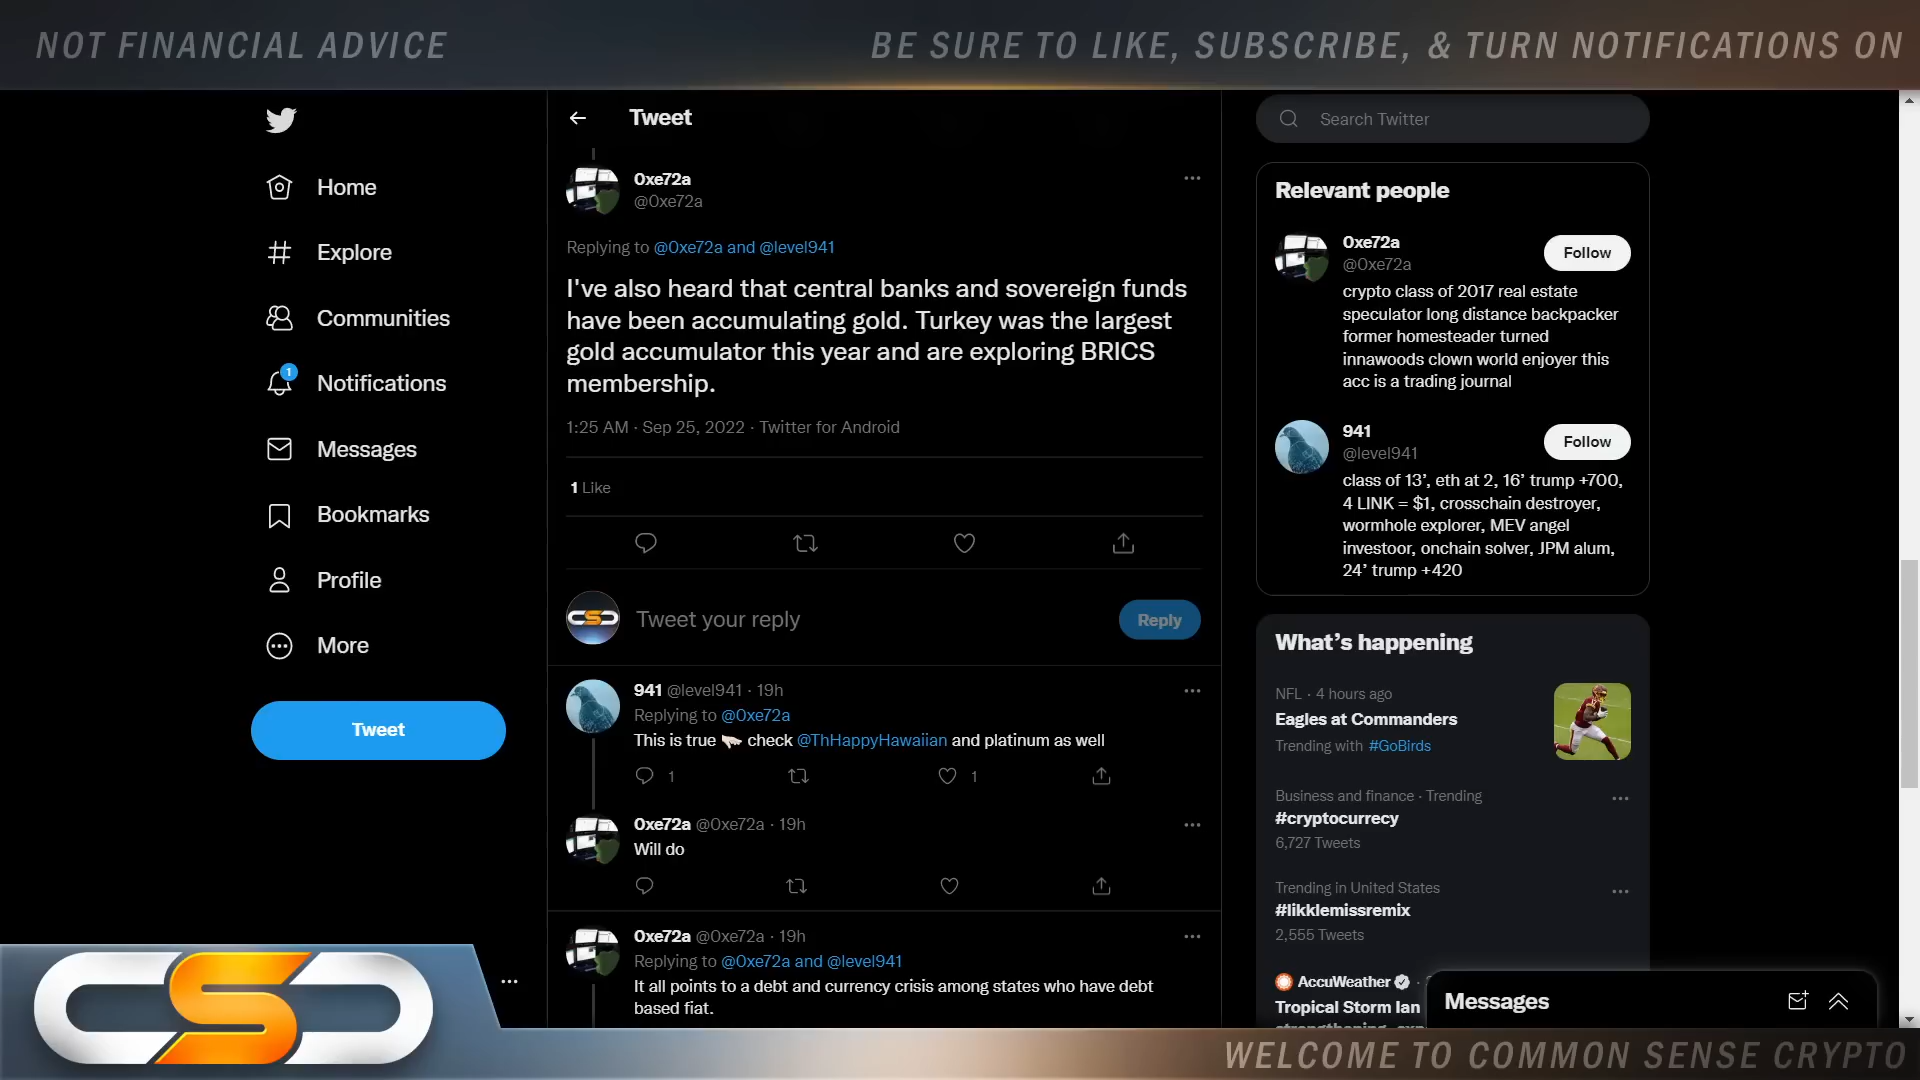 NOT FINANCIAL ADVICE
BE SURE TO LIKE, SUBSCRIBE, & TURN NOTIFICATIONS ON
Home
Explore
Communities
1
Notifications
Messages
Bookmarks
Profile
More
Tweet
Tweet
0xe72a
@0xe72a
Replying to @0xe72a and @level941
I've also heard that central banks and sovereign funds
have been accumulating gold. Turkey was the largest
gold accumulator this year and are exploring BRICS
membership.
1:25 AM · Sep 25, 2022 · Twitter for Android
1 Like
CSC
Tweet your reply
Reply
941 @level941 · 19h
Replying to @0xe72a
This is true check @ThHappyHawaiian and platinum as well
1
1
0xe72a @0xe72a · 19h
Will do
0xe72a @0xe72a · 19h
Replying to @0xe72a and @level941
It all points to a debt and currency crisis among states who have debt
based fiat.
Search Twitter
Relevant people
0xe72a
@0xe72a
Follow
crypto class of 2017 real estate
speculator long distance backpacker
former homesteader turned
innawoods clown world enjoyer this
acc is a trading journal
941
@level941
Follow
class of 13’, eth at 2, 16’ trump +700,
4 LINK = $1, crosschain destroyer,
wormhole explorer, MEV angel
investoor, onchain solver, JPM alum,
24’ trump +420
What’s happening
NFL · 4 hours ago
Eagles at Commanders
Trending with #GoBirds
Business and finance · Trending
#cryptocurrecy
6,727 Tweets
Trending in United States
#likklemissremix
2,555 Tweets
AccuWeather ·
Tropical Storm Ian
Messages
CSC
WELCOME TO COMMON SENSE CRYPTO